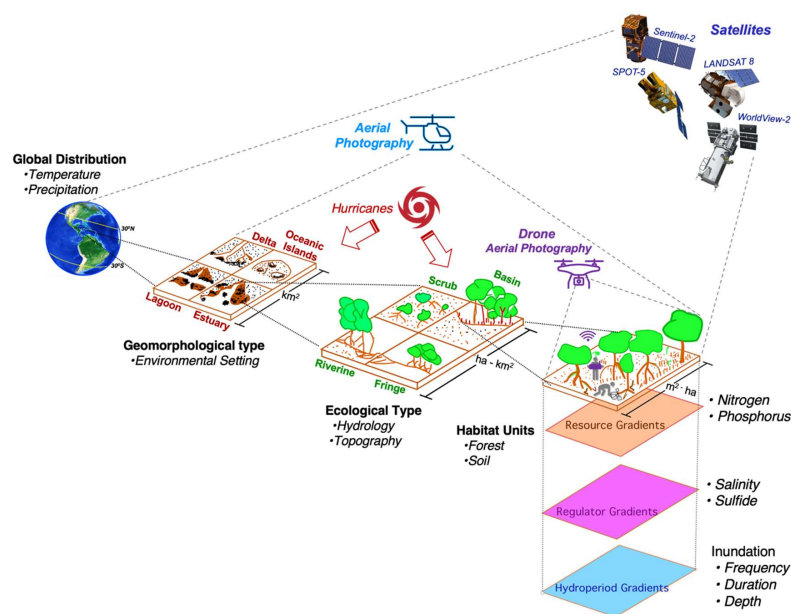 Satellites
Sentinel-2
LANDSAT 8
SPOT-5
WorldView-2
Aerial
Photography
Global Distribution
•Temperature
•Precipitation
30⁰N
30⁰S
Hurricanes
Drone
Aerial Photography
Delta
Oceanic
Islands
Lagoon
Estuary
km²
Geomorphological type
•Environmental Setting
Scrub
Basin
Riverine
Fringe
ha - km²
Ecological Type
•Hydrology
•Topography
Habitat Units
•Forest
•Soil
m²- ha
Resource Gradients
• Nitrogen
• Phosphorus
Regulator Gradients
• Salinity
• Sulfide
Hydroperiod Gradients
Inundation
• Frequency
• Duration
• Depth